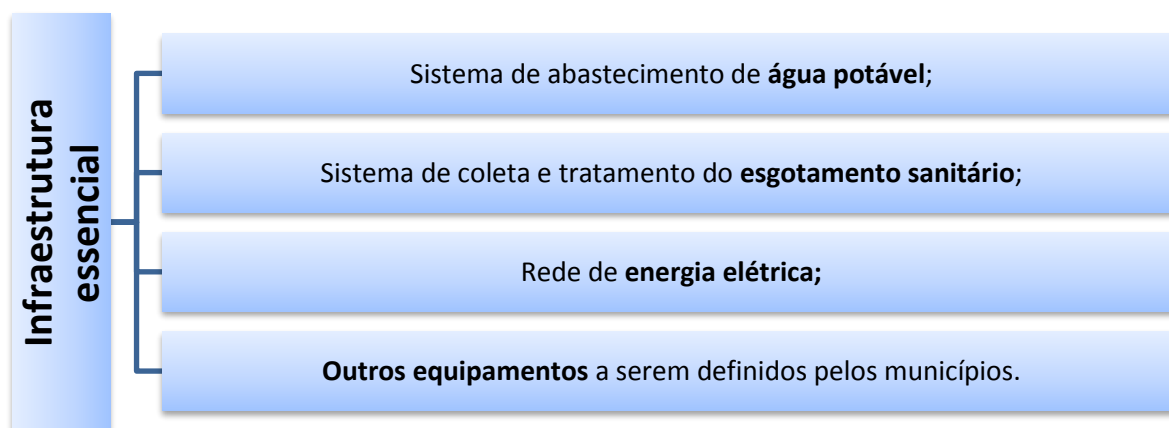 Infraestrutura
essencial
Sistema de abastecimento de água potável;
Sistema de coleta e tratamento do esgotamento sanitário;
Rede de energia elétrica;
Outros equipamentos a serem definidos pelos municípios.